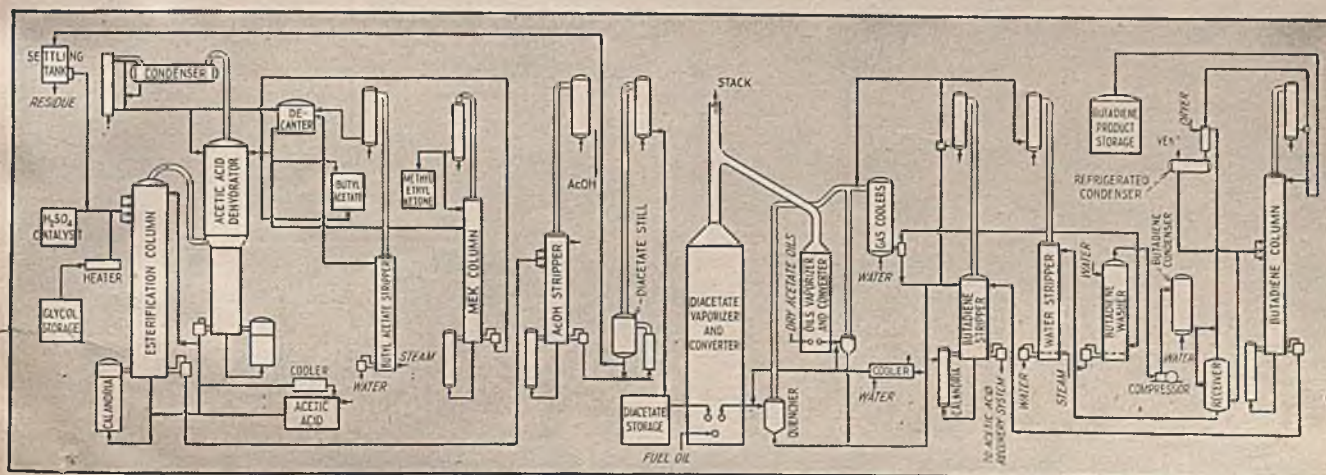 SETTLING
TANK
RESIDUE
CONDENSER
H2SO4
CATALYST
HEATER
GLYCOL
STORAGE
CALANDRIA
ESTERIFICATION COLUMN
ACETIC ACID
DEHYDRATOR
COOLER
ACETIC
ACID
DE-
CANTER
BUTYL
ACETATE
BUTYL ACETATE STRIPPER
STEAM
WATER
METHYL
ETHYL
KETONE
MEK COLUMN
AcOH
AcOH STRIPPER
DIACETATE STILL
DIACETATE
STORAGE
FUEL OIL
STACK
DIACETATE
VAPORIZER
AND
CONVERTER
DRY ACETATE OILS
OILS VAPORIZER
AND CONVERTER
QUENCHER
GAS COOLERS
WATER
COOLER
WATER
CALANDRIA
BUTADIENE
STRIPPER
TO ACETIC ACID
RECOVERY SYSTEM
WATER
STEAM
WATER STRIPPER
WATER
BUTADIENE
WASHER
COMPRESSOR
BUTADIENE
CONDENSER
WATER
RECEIVER
BUTADIENE
PRODUCT
STORAGE
DRYER
VENT
REFRIGERATED
CONDENSER
BUTADIENE COLUMN